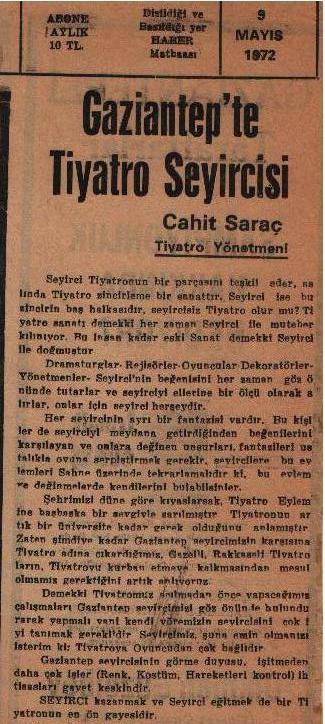 ABONE
AYLIK
10 TL.
Dizildiği ve
Basıldığı yer
HABER
Matbaası
9
MAYIS
1972
Gaziantep'te
Tiyatro Seyircisi
Cahit Saraç
Tiyatro Yönetmeni
Seyirci Tiyatronun bir parçasını teşkil eder, as
lında Tiyatro zincirleme bir sanattır. Seyirci ise bu
zincirin baş halkasıdır, seyircisiz Tiyatro olur mu? Ti
yatro sanatı demekki her zaman Seyirci ile muteber
kılınıyor. Bu insan kadar eski Sanat demekki Seyirci
ile doğmuştur
Dramaturglar- Rejisörler-Oyuncular-Dekoratörler-
Yönetmenler- Seyirci'nin beğenisini her zaman göz ö
nünde tutarlar ve seyirciyi ellerine bir ölçü olarak a
lırlar, onlar için seyirci herşeydir.
Her seyircinin ayrı bir fantazisi vardır. Bu kişi
ler de seyirciyi meydana getirdiğinden beğenilerini
karşılayan ve onlara değinen unsurları, fantazileri us
talıkla oyuna serpiştirmek gerekir. seyircilere bu ey
lemleri Sahne üzerinde tekrarlamalıdır ki, bu eylem
ve değinmelerde kendilerini bulabilsinler.
Şehrimizi düne göre kıyaslarsak, Tiyatro Eylem
ine başbaşka bir sevgiyle sarılmıştır Tiyatronun ar
tık bir üniversite kadar gerek olduğunu anlamıştır.
Zaten şimdiye kadar Gaziantep seyircimizin karşısına
Tiyatro adına çıkardığımız, Gazelli, Rakkaseli Tiyatro
ların, Tiyatroyu kurban etmeye kalkmasından mesul
olmamız gerektiğini artık anlıyoruz.
Demekki Tiyatromuz açılmadan önce yapacağımız
çalışmaları Gaziantep seyircimizi göz önünde bulundu
rarak yapmalı yani kendi yöremizin seyircisini çok i
yi tanımak gereklidir Seyircimiz, şuna emin olmanızı
isterim ki: Tiyatroya Oyuncudan çok bağlıdır
Gaziantep seyircisinin görme duyusu, işitmeden
daha çok işler (Renk, Kostüm, Hareketleri kontrol) ih
tisasları gayet keskindir.
SEYİRCİ kazanmak ve Seyirci eğitmek de bir Ti
yatronun en ön gayesidir.